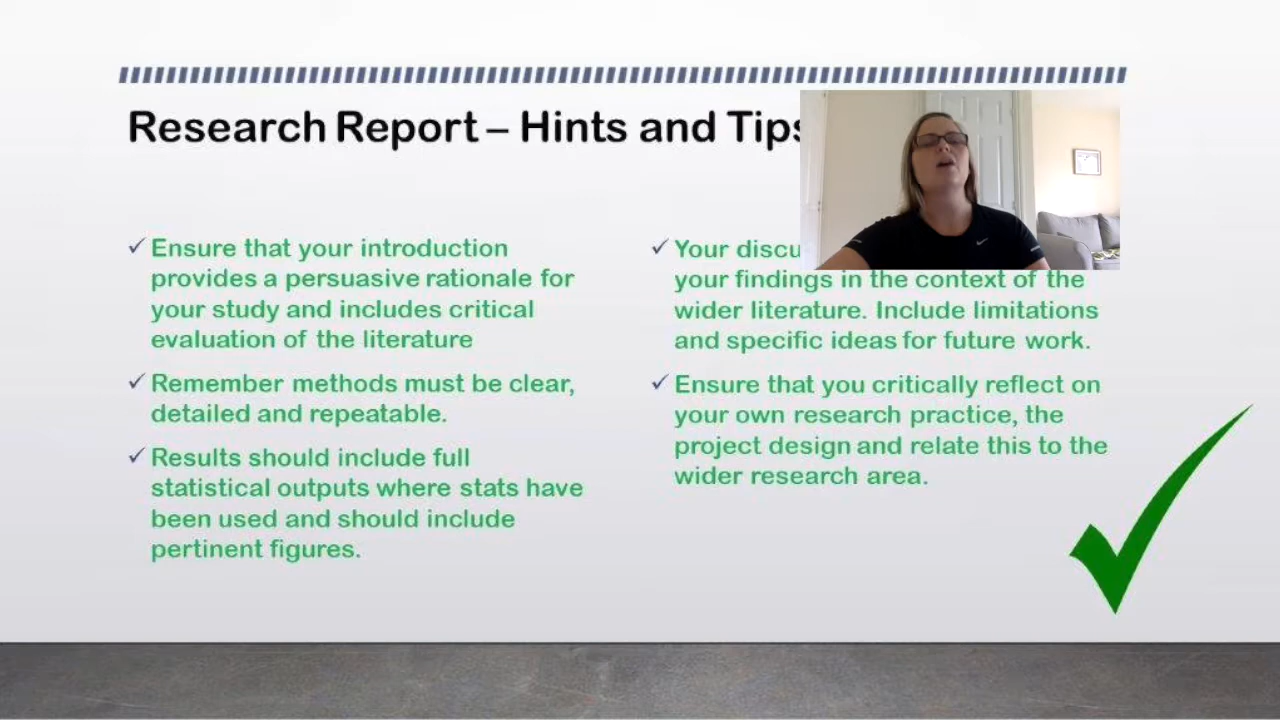 Research Report – Hints and Tips
Ensure that your introduction
provides a persuasive rationale for
your study and includes critical
evaluation of the literature
Remember methods must be clear,
detailed and repeatable.
Results should include full
statistical outputs where stats have
been used and should include
pertinent figures.
Your
your findings in the context of the
wider literature. Include limitations
and specific ideas for future work.
Ensure that you critically reflect on
your own research practice, the
project design and relate this to the
wider research area.